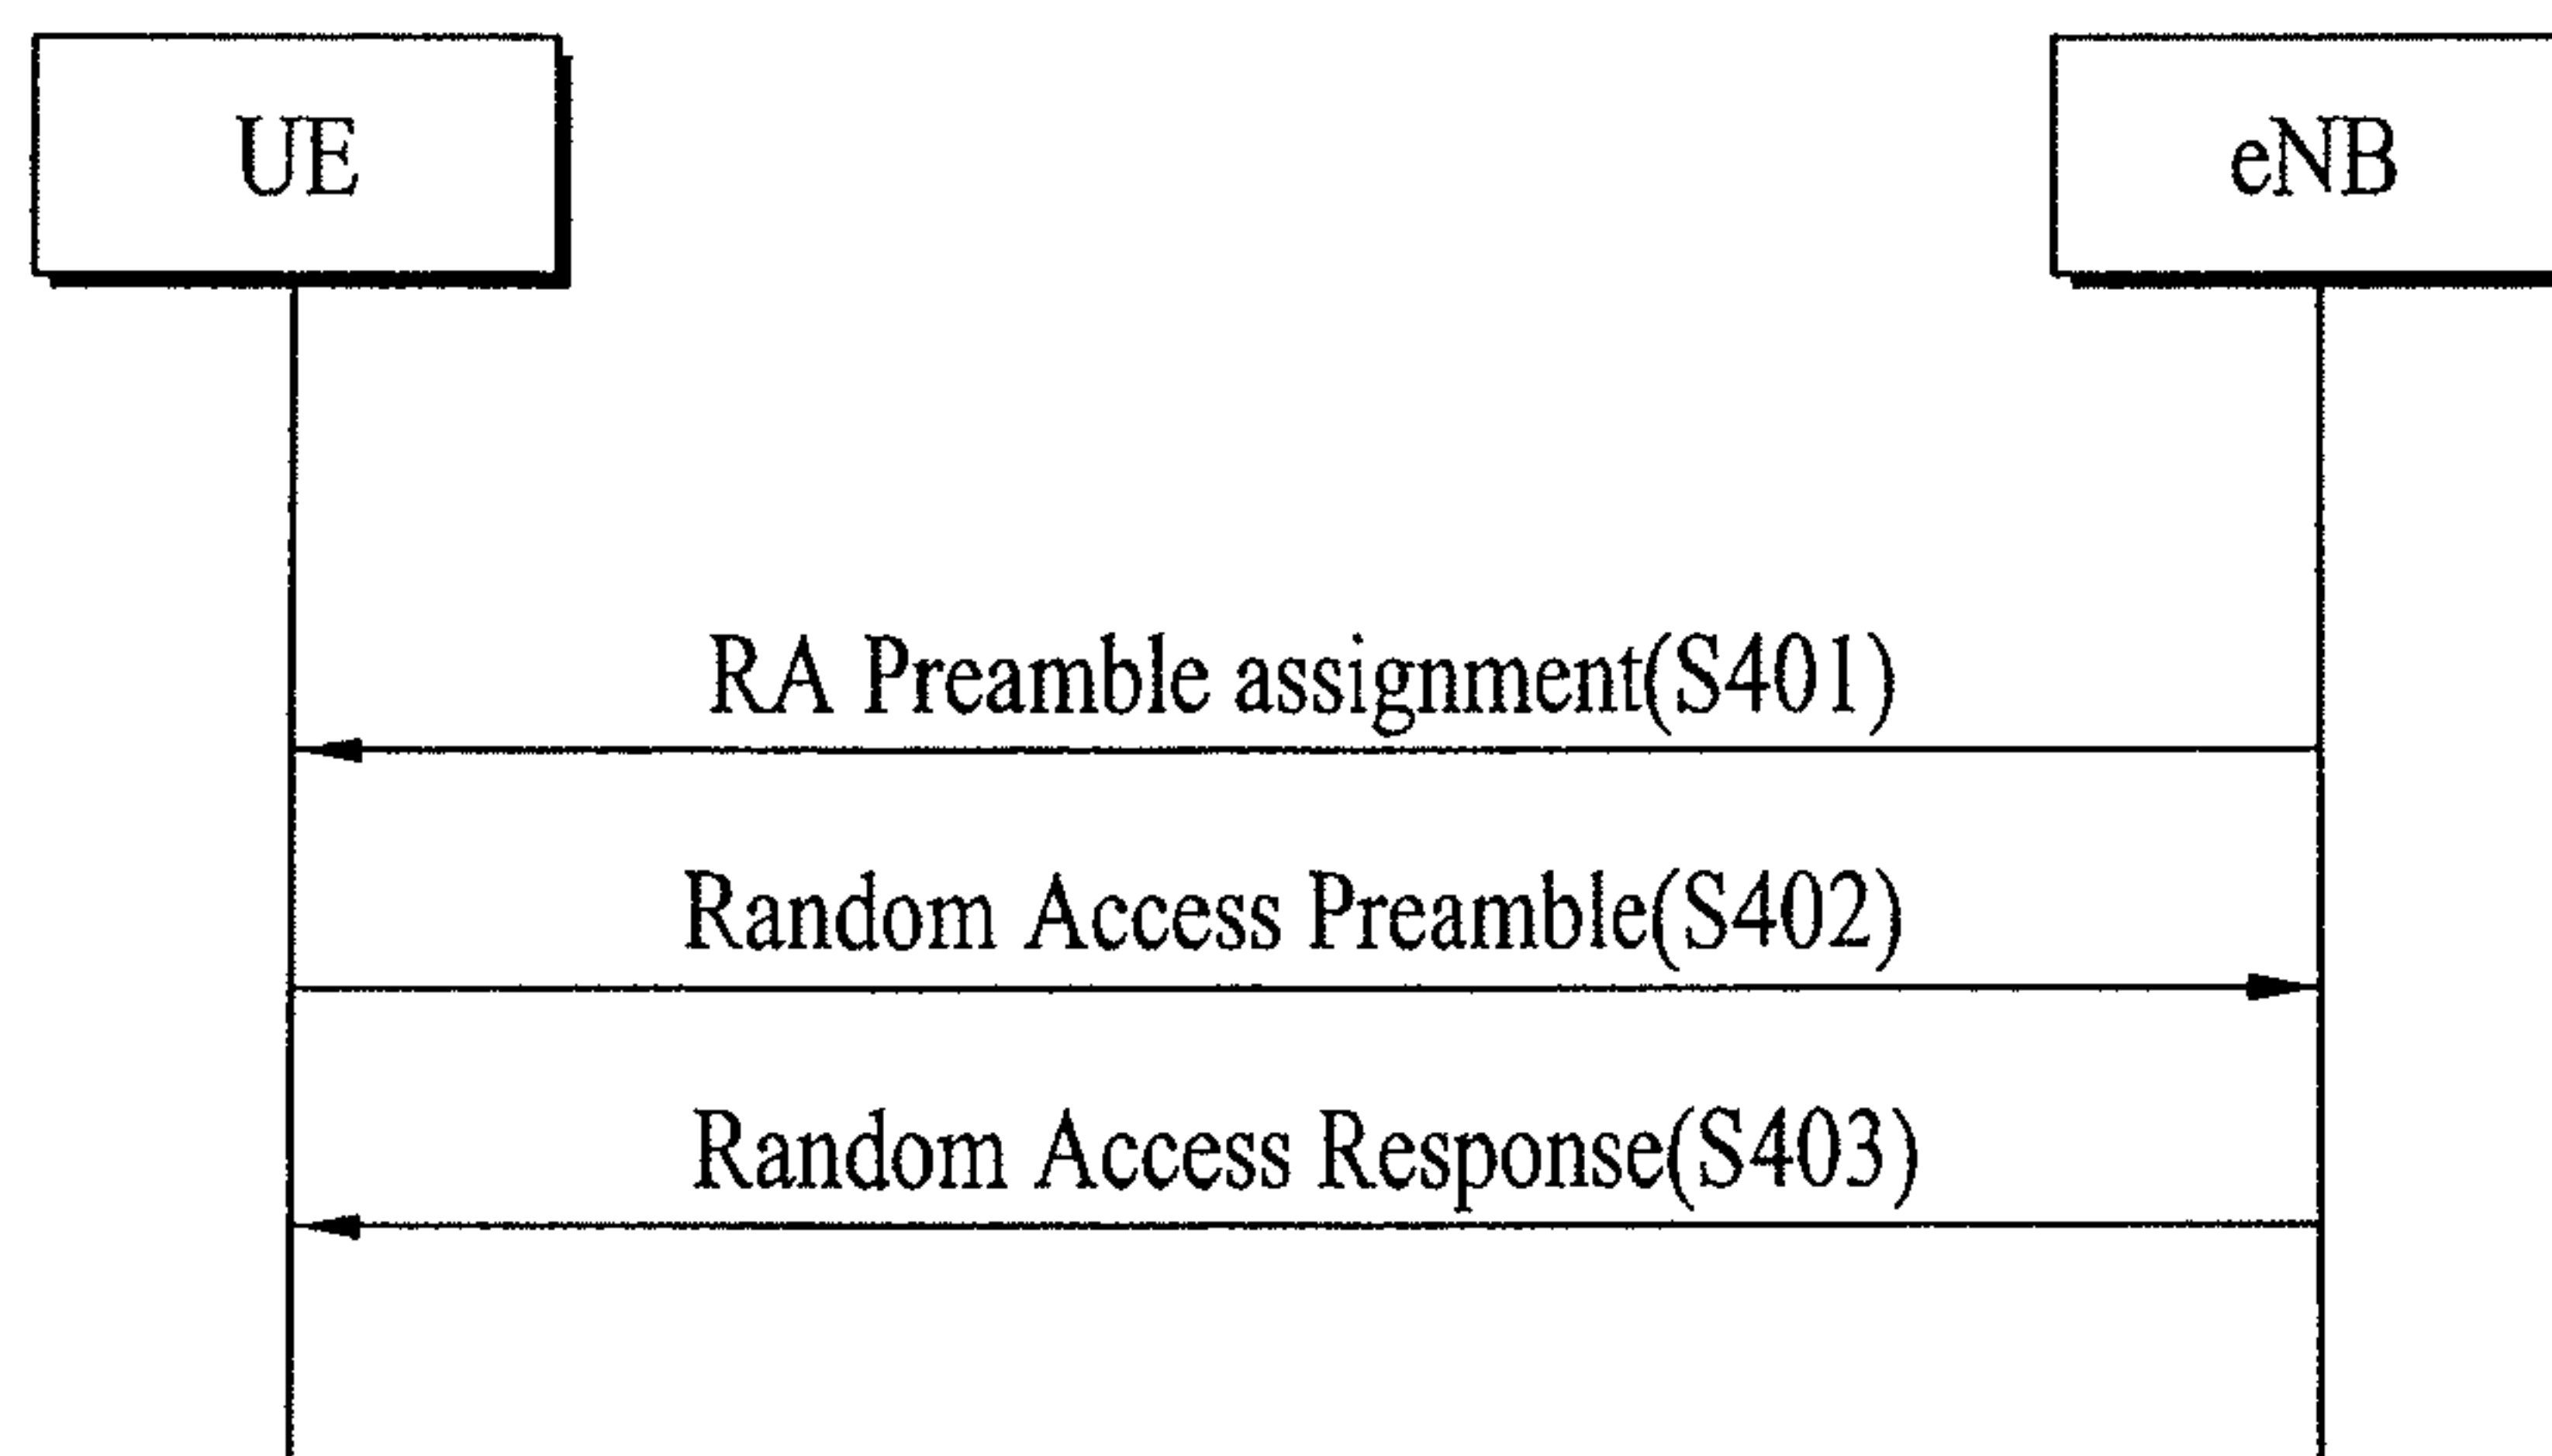 UE
eNB
RA Preamble assignment(S401)
Random Access Preamble(S402)
Random Access Response(S403)